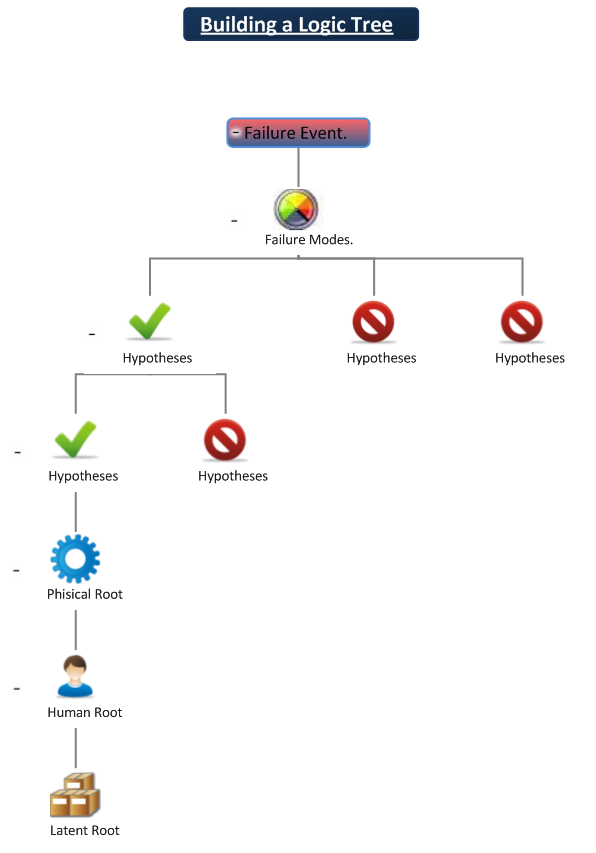 Building a Logic Tree
- Failure Event.
-
Failure Modes.
-
Hypotheses Hypotheses Hypotheses
-
Hypotheses Hypotheses
-
Phisical Root
-
Human Root
Latent Root